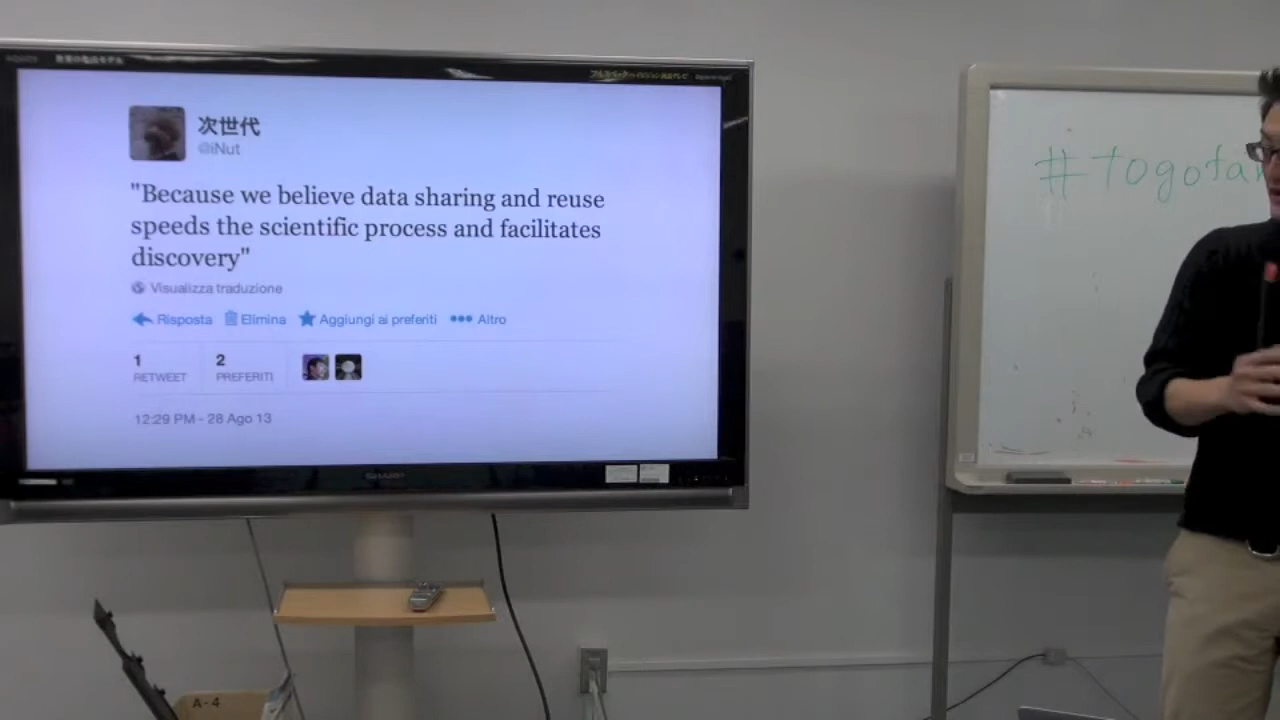 次世代
@iNut
"Because we believe data sharing and reuse
speeds the scientific process and facilitates
discovery"
Visualizza traduzione
Risposta Elimina Aggiungi ai preferiti Altro
1 2
RETWEET PREFERITI
12:29 PM - 28 Ago 13
SHARP
#togofa
A-4